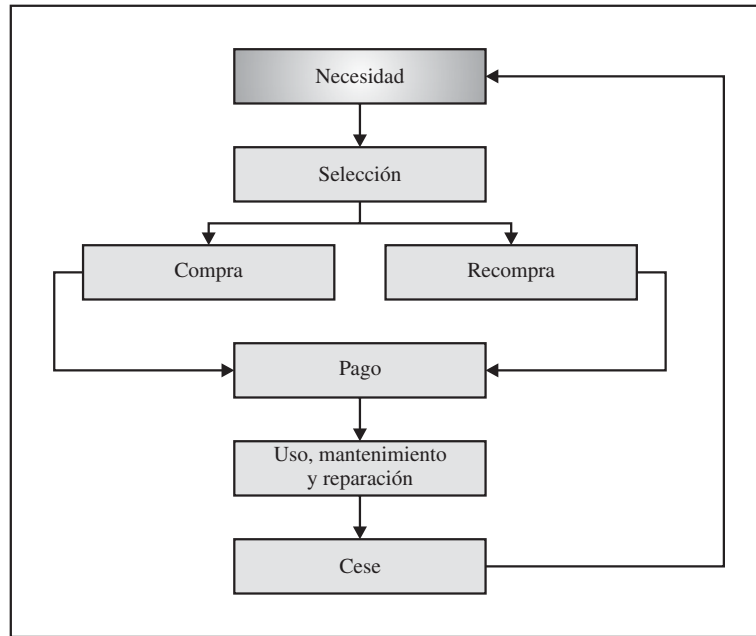 Necesidad
Selección
Compra
Recompra
Pago
Uso, mantenimiento
y reparación
Cese